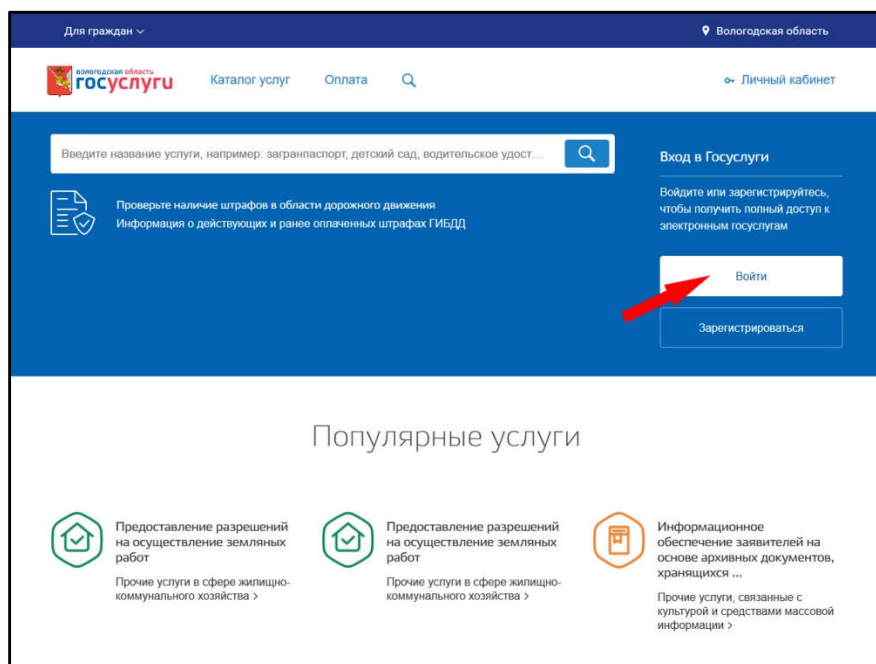 Для граждан
Вологодская область
вологодская область
госуслуги
Каталог услуг
Оплата
Личный кабинет
Введите название услуги, например: загранпаспорт, детский сад, водительское удост...
Проверьте наличие штрафов в области дорожного движения
Информация о действующих и ранее оплаченных штрафах ГИБДД
Вход в Госуслуги
Войдите или зарегистрируйтесь,
чтобы получить полный доступ к
электронным госуслугам
Войти
Зарегистрироваться
Популярные услуги
Предоставление разрешений
на осуществление земляных
работ
Прочие услуги в сфере жилищно-
коммунального хозяйства >
Предоставление разрешений
на осуществление земляных
работ
Прочие услуги в сфере жилищно-
коммунального хозяйства >
Информационное
обеспечение заявителей на
основе архивных документов,
хранящихся ...
Прочие услуги, связанные с
культурой и средствами массовой
информации >